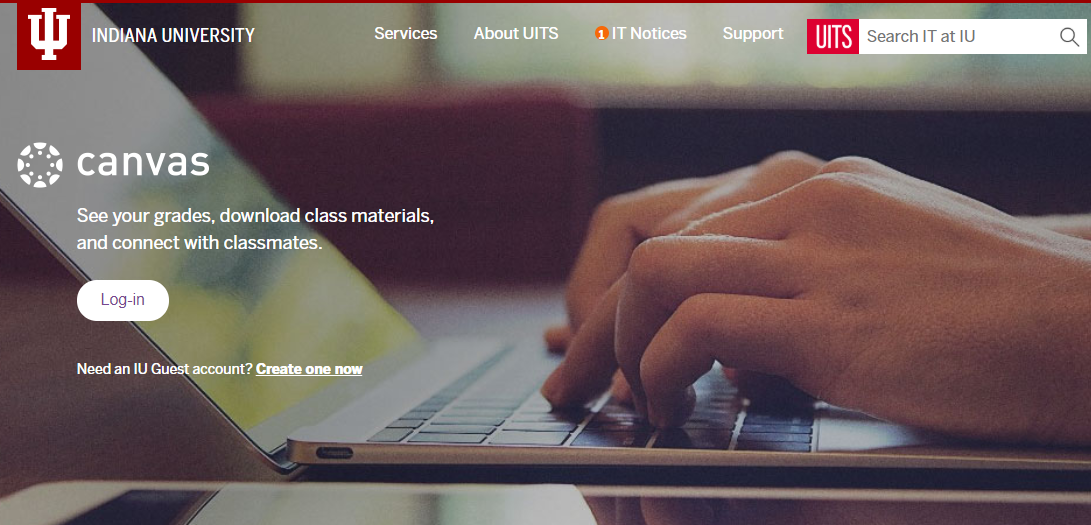 INDIANA UNIVERSITY
Services
About UITS
1 IT Notices
Support
UITS
Search IT at IU
canvas
See your grades, download class materials,
and connect with classmates.
Log-in
Need an IU Guest account? Create one now